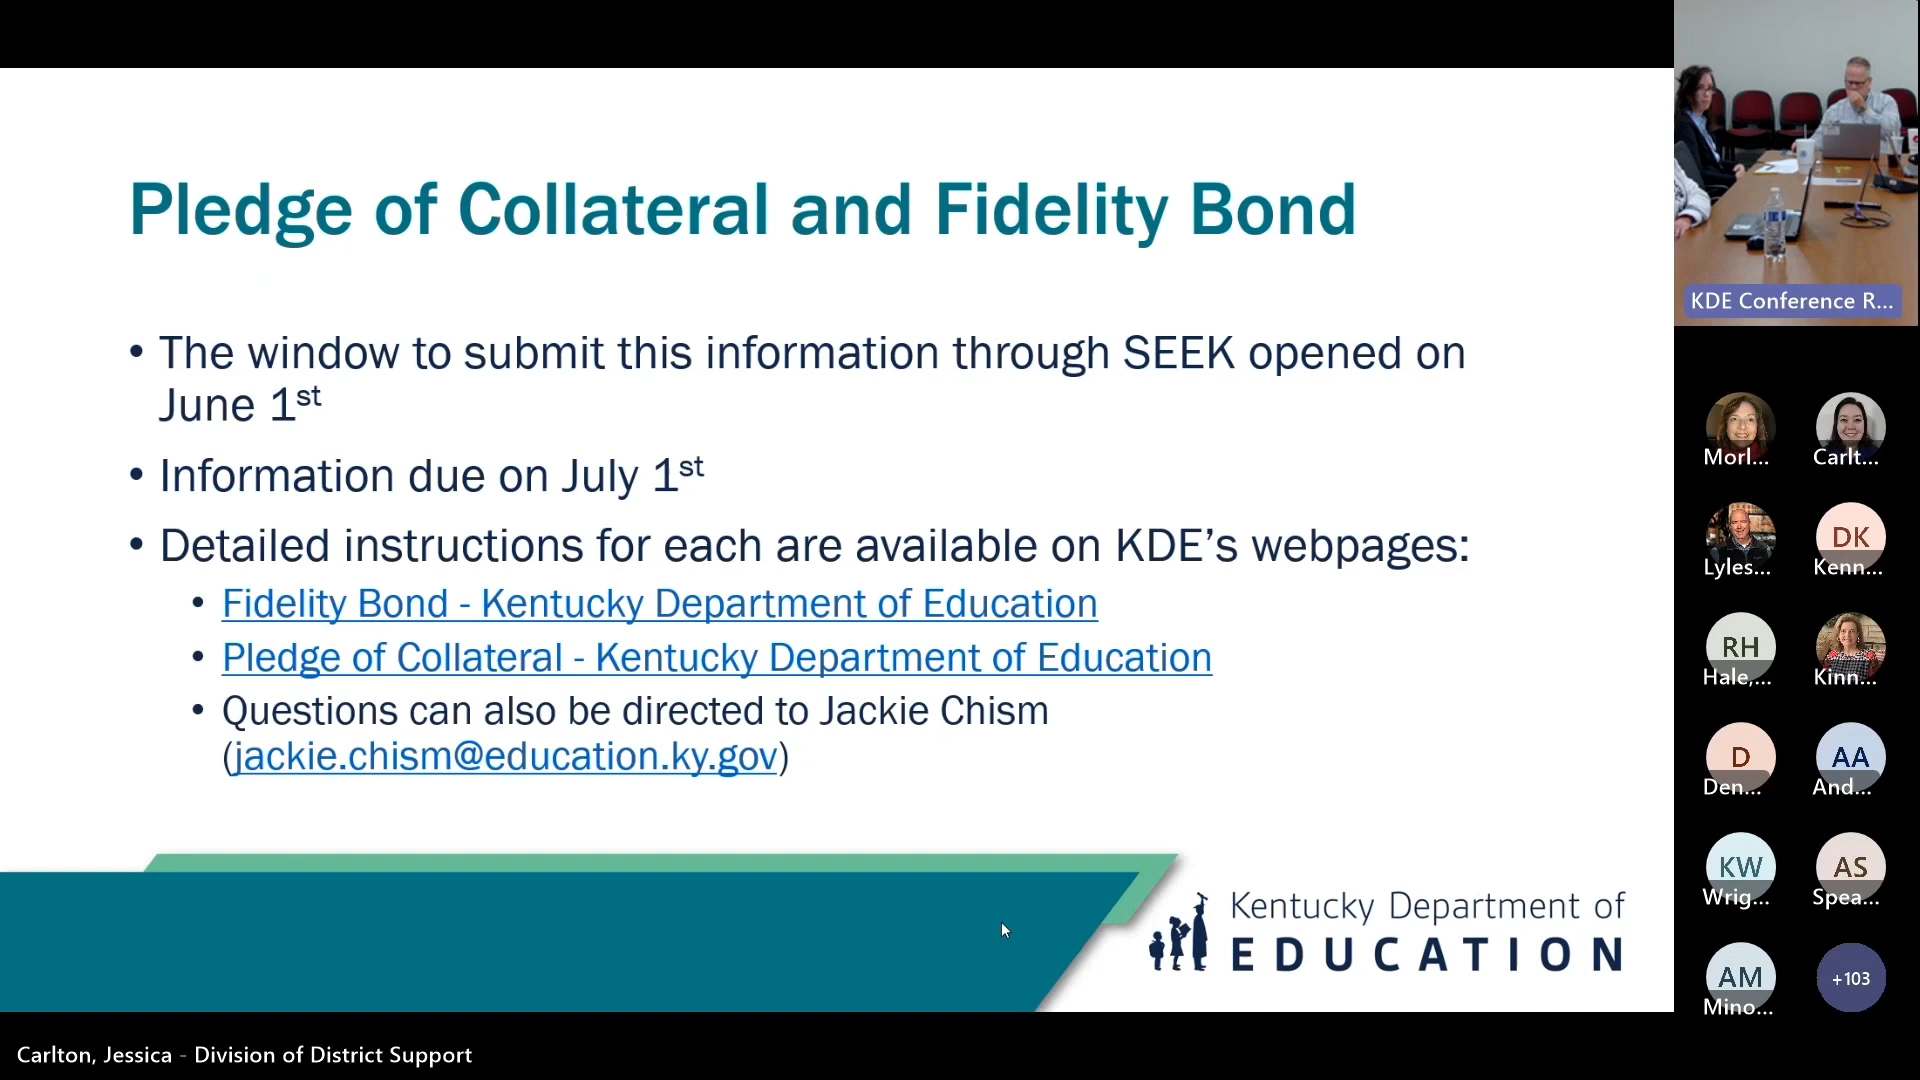 Pledge of Collateral and Fidelity Bond
• The window to submit this information through SEEK opened on
June 1st
• Information due on July 1st
• Detailed instructions for each are available on KDE’s webpages:
• Fidelity Bond - Kentucky Department of Education
• Pledge of Collateral - Kentucky Department of Education
• Questions can also be directed to Jackie Chism
(jackie.chism@education.ky.gov)
Kentucky Department of
EDUCATION
Carlton, Jessica - Division of District Support
KDE Conference R...
Morl...
Carlt...
Lyles...
DK
Kenn...
RH
Hale,...
Kinn...
D
Den...
AA
And...
KW
Wrig...
AS
Spea...
AM
Mino...
+103